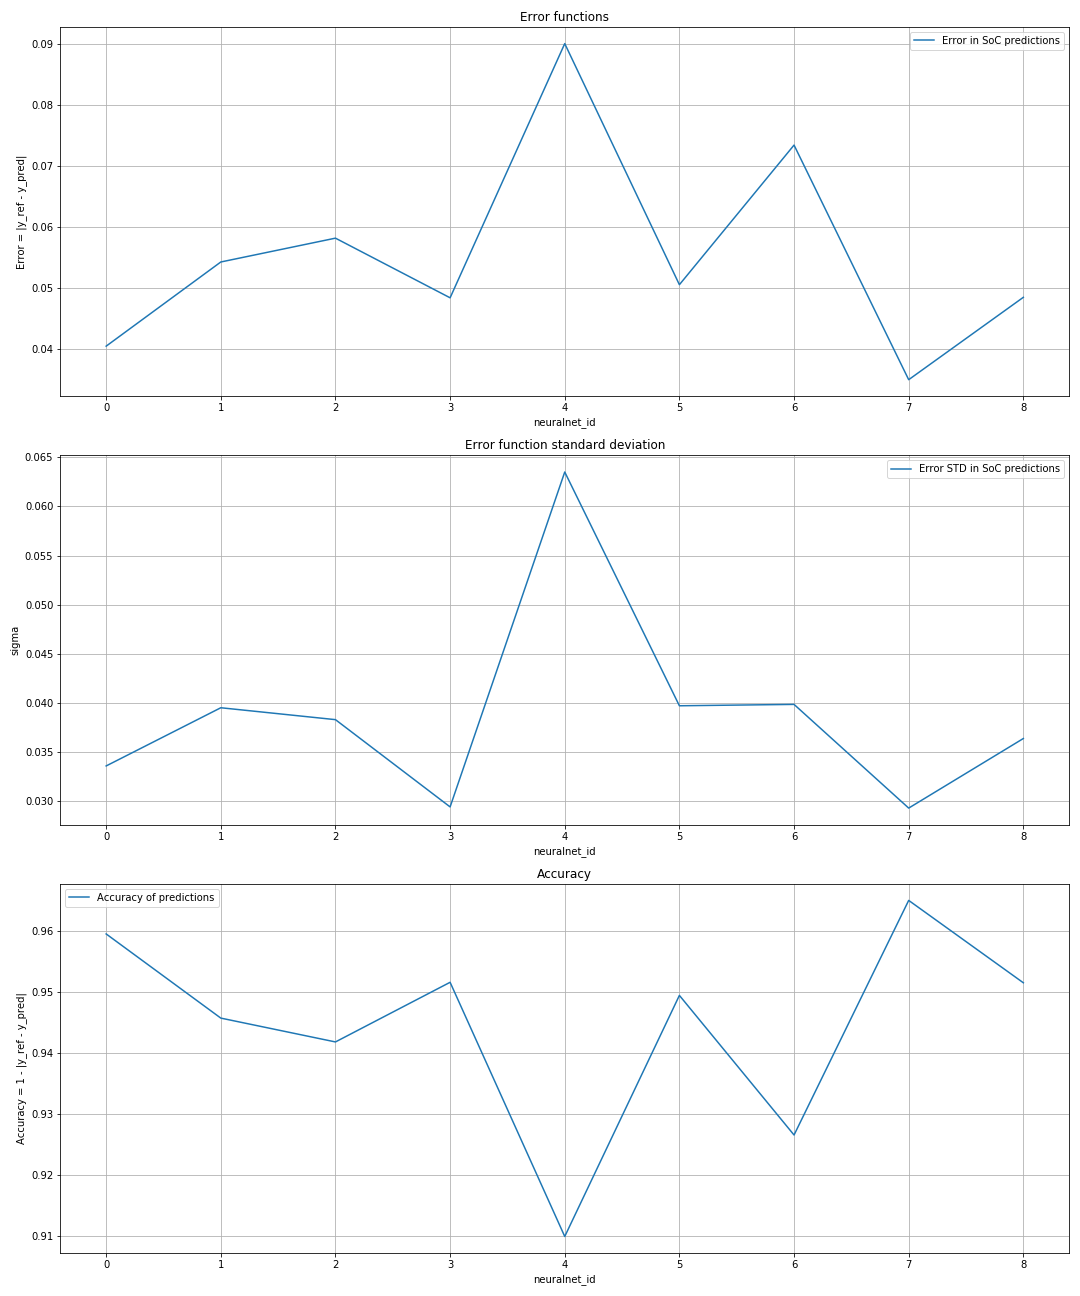 Error functions
Error in SoC predictions
Error = |y_ref - y_pred|
0.09
0.08
0.07
0.06
0.05
0.04
0 1 2 3 4 5 6 7 8
neuralnet_id
Error function standard deviation
Error STD in SoC predictions
sigma
0.065
0.060
0.055
0.050
0.045
0.040
0.035
0.030
0 1 2 3 4 5 6 7 8
neuralnet_id
Accuracy
Accuracy of predictions
Accuracy = 1 - |y_ref - y_pred|
0.96
0.95
0.94
0.93
0.92
0.91
0 1 2 3 4 5 6 7 8
neuralnet_id